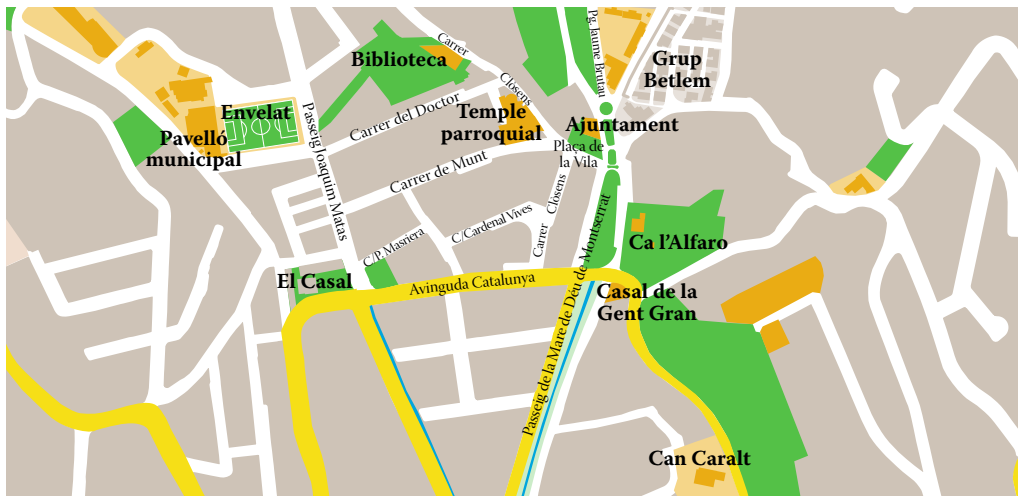 Carrer
Pg. Jaume Brutau
Biblioteca
Grup
Betlem
Closens
Envelat
Passeig Joaquim Matas
Carrer del Doctor
Temple
parroquial
Ajuntament
Pavelló
municipal
Plaça de
la Vila
Carrer de Munt
Carrer Closens
C/Cardenal Vives
C/P. Masriera
Ca l’Alfaro
El Casal
Avinguda Catalunya
Passeig de la Mare de Déu de Montserrat
Casal de la
Gent Gran
Can Caralt